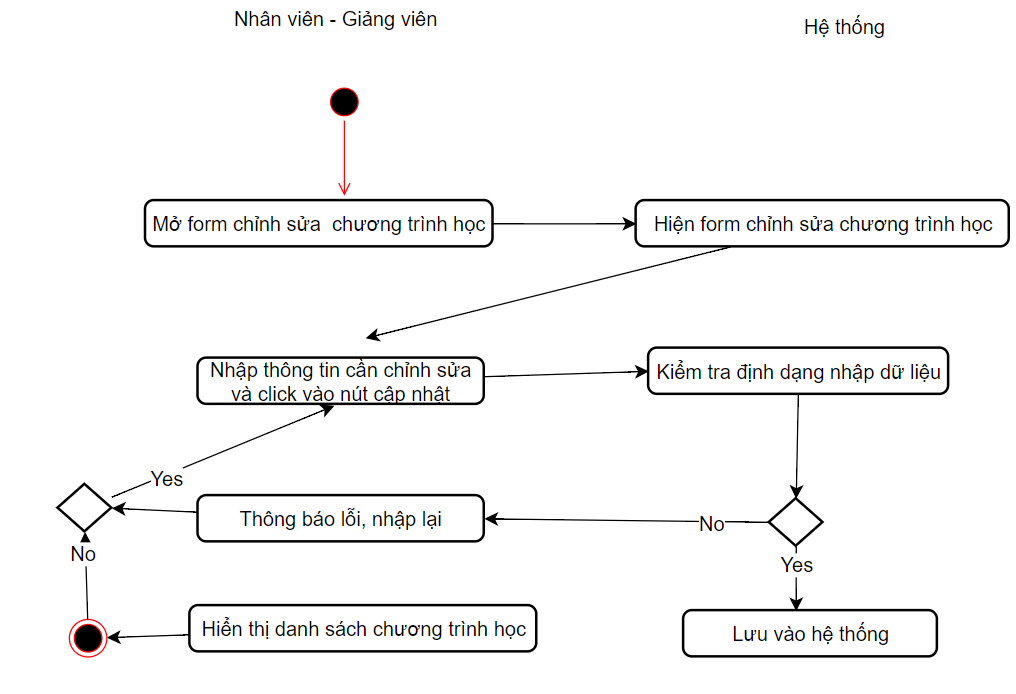 Nhân viên - Giảng viên
Hệ thống
Mở form chỉnh sửa chương trình học
Hiện form chỉnh sửa chương trình học
Nhập thông tin cần chỉnh sửa
và click vào nút cập nhật
Kiểm tra định dạng nhập dữ liệu
Yes
Thông báo lỗi, nhập lại
No
No
Yes
Hiển thị danh sách chương trình học
Lưu vào hệ thống